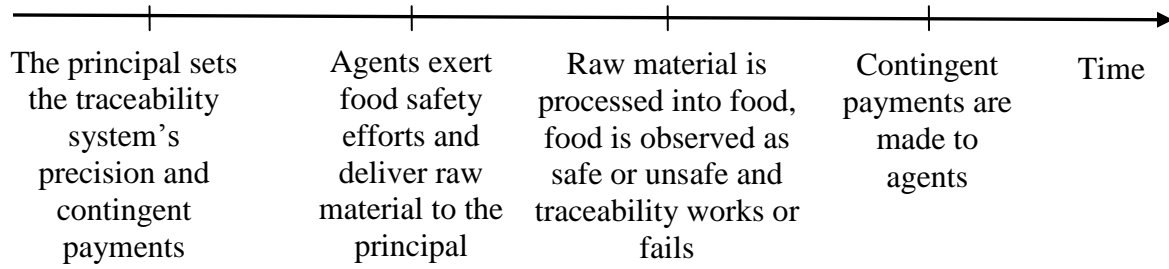 The principal sets
the traceability
system's
precision and
contingent
payments
Agents exert
food safety
efforts and
deliver raw
material to the
principal
Raw material is
processed into food,
food is observed as
safe or unsafe and
traceability works or
fails
Contingent
payments are
made to
agents
Time